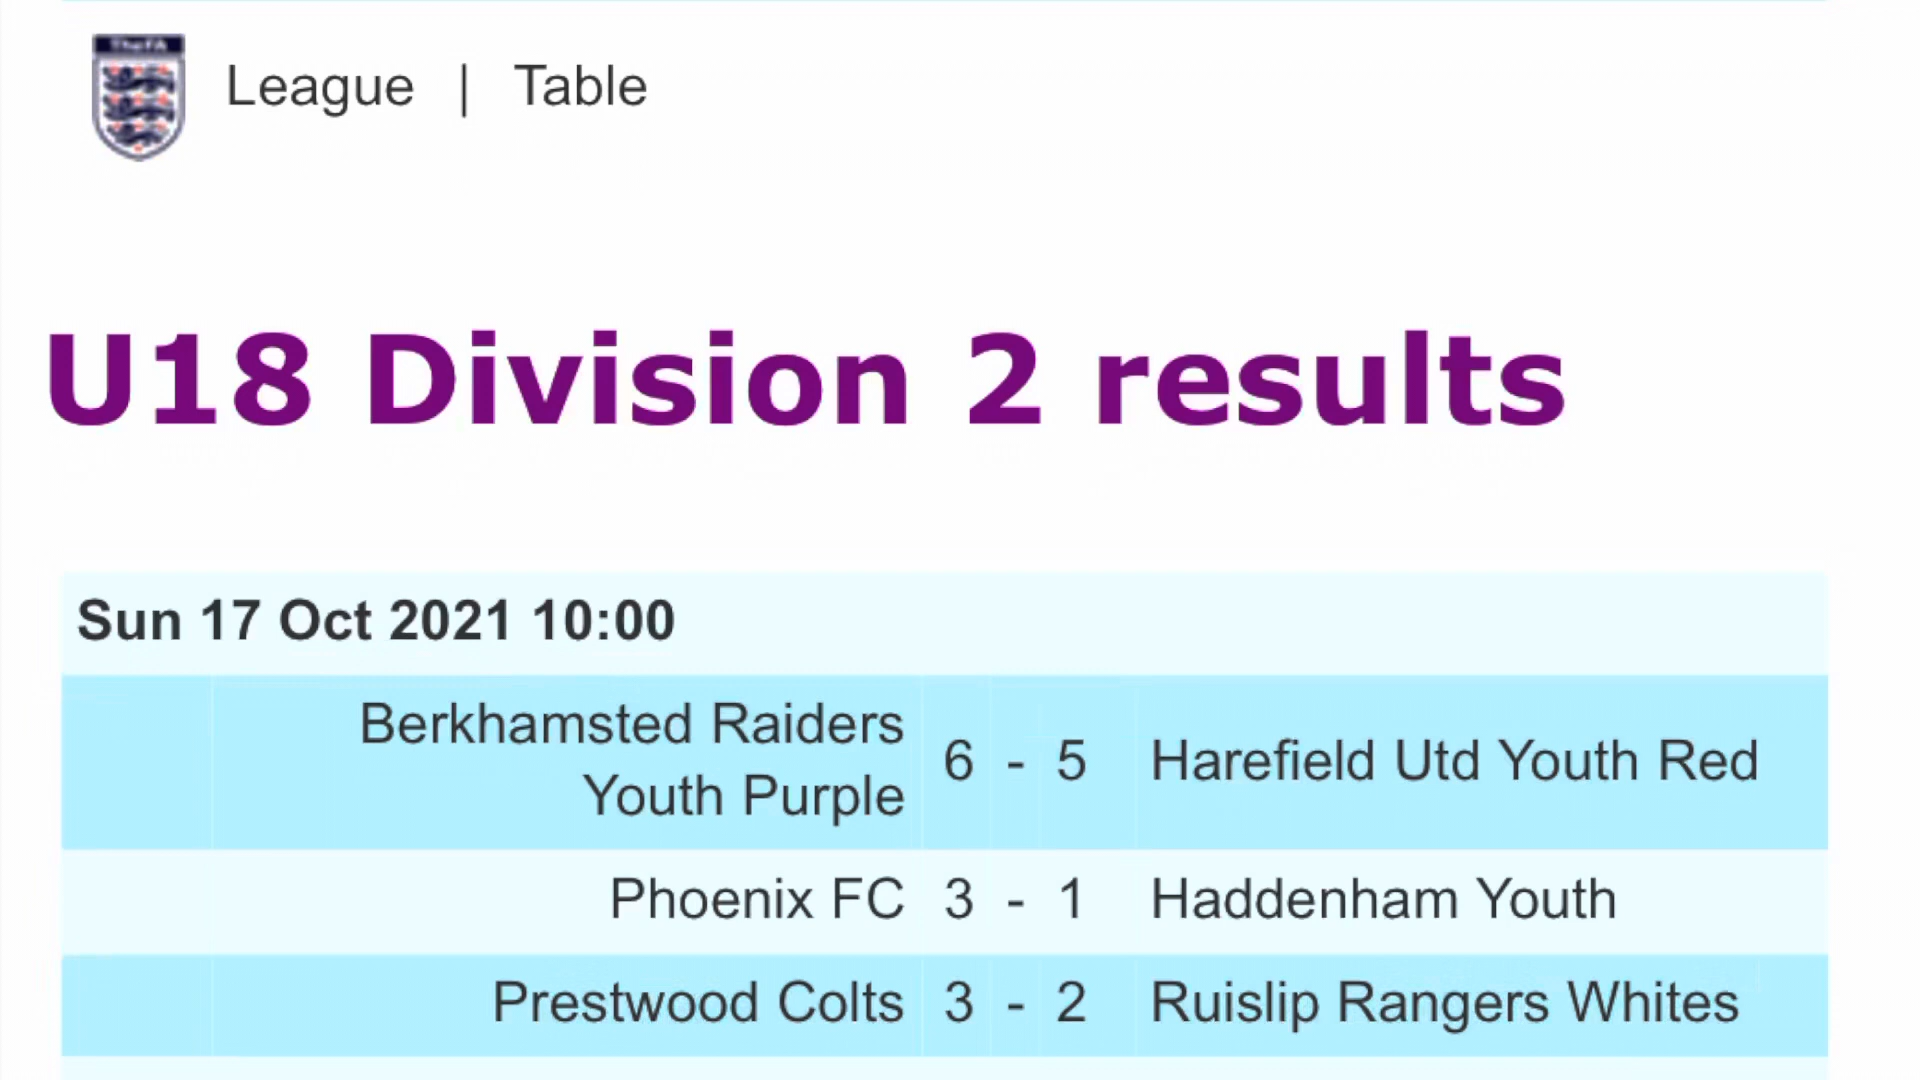 TheFA
League | Table
U18 Division 2 results
Sun 17 Oct 2021 10:00
Berkhamsted Raiders
Youth Purple 6 - 5 Harefield Utd Youth Red
Phoenix FC 3 - 1 Haddenham Youth
Prestwood Colts 3 - 2 Ruislip Rangers Whites